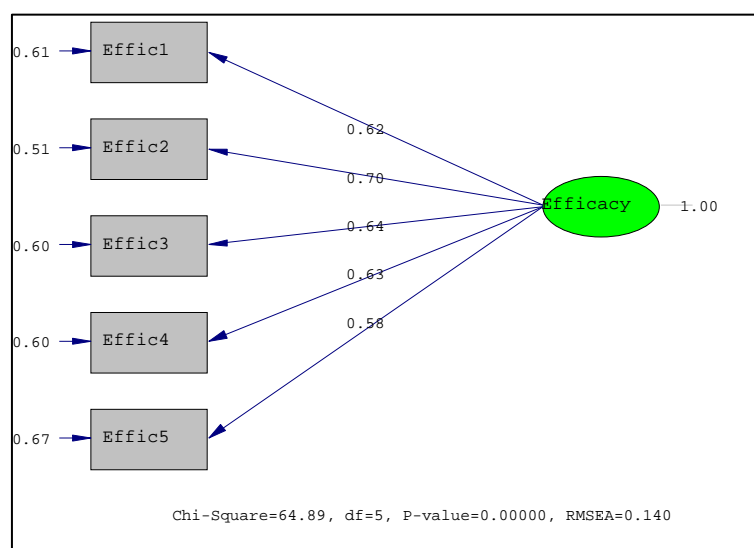 0.61
Effic1
0.62
0.51
Effic2
0.70
Efficacy
1.00
0.64
0.60
Effic3
0.63
0.58
0.60
Effic4
0.67
Effic5
Chi-Square=64.89, df=5, P-value=0.00000, RMSEA=0.140